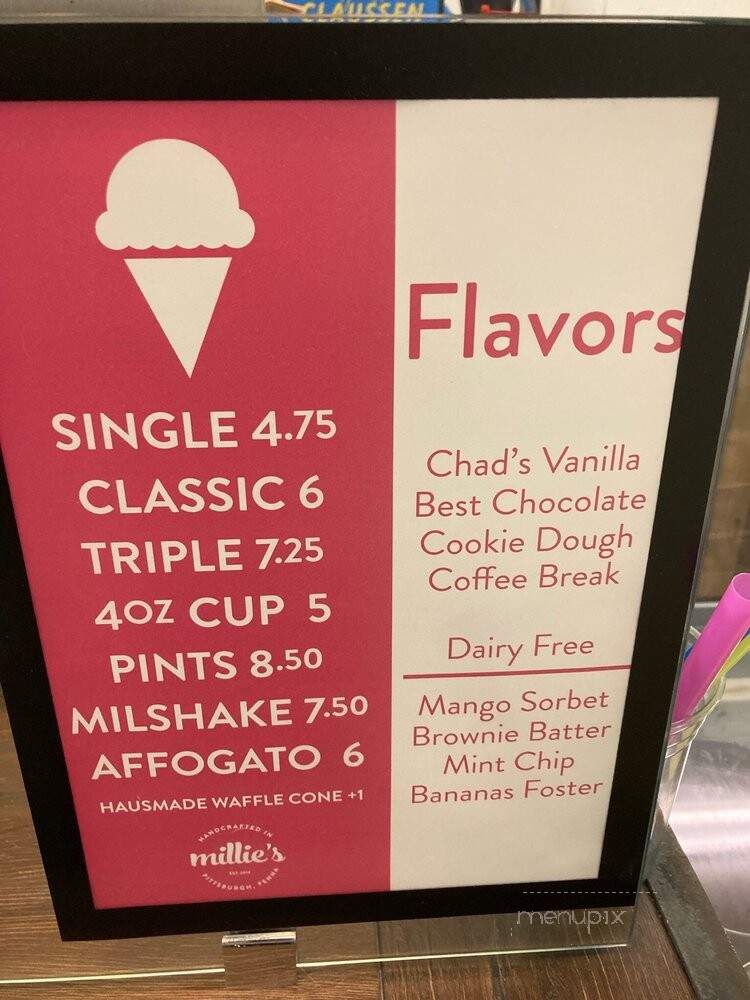 CLAUSSEN
SINGLE 4.75
CLASSIC 6
TRIPLE 7.25
4OZ CUP 5
PINTS 8.50
MILSHAKE 7.50
AFFOGATO 6
HAUSMADE WAFFLE CONE +1
HANDCRAFTED IN
millie's
EST. 2014
PITTSBURGH, PENNA
Flavors
Chad's Vanilla
Best Chocolate
Cookie Dough
Coffee Break
Dairy Free
Mango Sorbet
Brownie Batter
Mint Chip
Bananas Foster
menupix